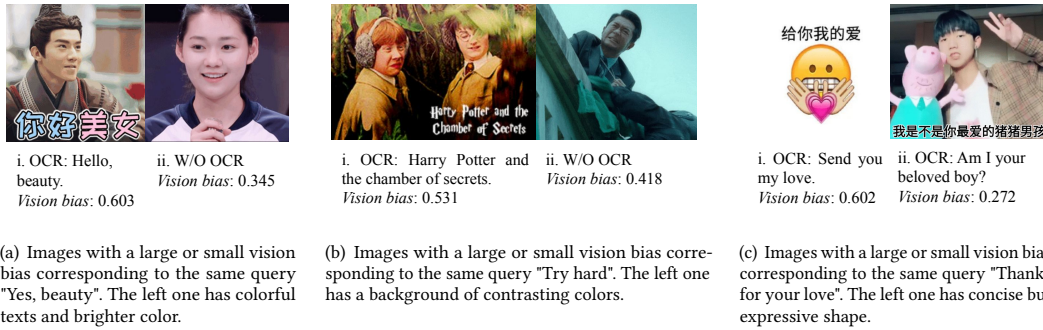 你好美女
i. OCR: Hello,
beauty.
Vision bias: 0.603
ii. W/O OCR
Vision bias: 0.345
(a) Images with a large or small vision
bias corresponding to the same query
"Yes, beauty". The left one has colorful
texts and brighter color.
Harry Potter and the
Chamber of Secrets
i. OCR: Harry Potter and
the chamber of secrets.
Vision bias: 0.531
ii. W/O OCR
Vision bias: 0.418
(b) Images with a large or small vision bias corre-
sponding to the same query "Try hard". The left one
has a background of contrasting colors.
给你我的爱
我是不是你最爱的猪猪男孩
i. OCR: Send you
my love.
Vision bias: 0.602
ii. OCR: Am I your
beloved boy?
Vision bias: 0.272
(c) Images with a large or small vision bia
corresponding to the same query "Thank
for your love". The left one has concise bu
expressive shape.